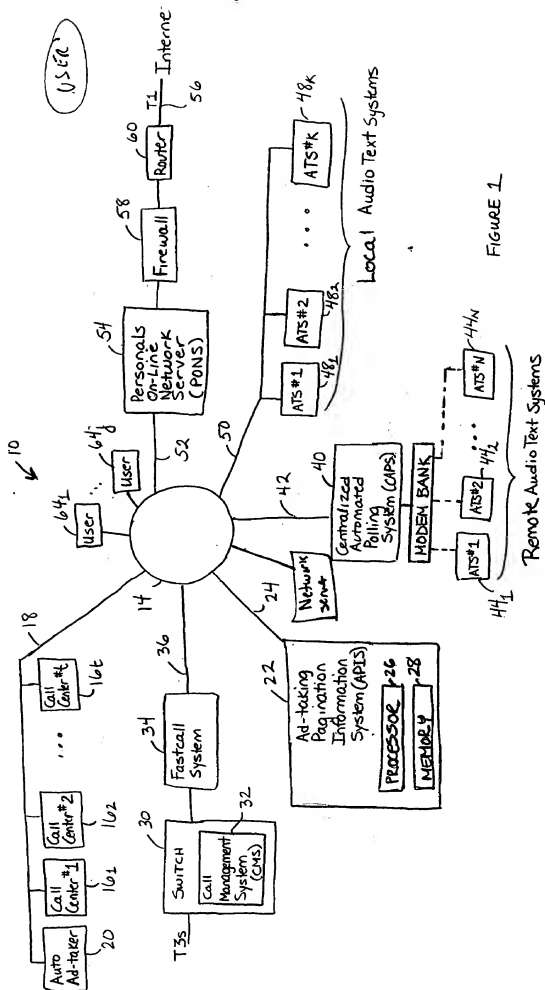 USER
10
64j
User
64₁
User
...
14
18
Call Center #t
16t
...
Call Center #2
16₂
Call Center #1
16₁
Auto Ad-taker
20
36
34
Fastcall System
30
SWITCH
32
Call Management System (CMS)
T3s
24
22
Ad-taking Pagination Information System (APIS)
PROCESSOR
26
MEMORY
28
Network server
42
40
Centralized Automated Polling System (CAPS)
MODEM BANK
ATS#1
44₁
ATS#2
44₂
...
ATS#N
44N
Remote Audio Text Systems
50
ATS#1
48₁
ATS#2
48₂
...
ATS#K
48K
Local Audio Text Systems
52
54
Personals On-Line Network Server (PONS)
58
Firewall
60
Router
T1
56
Interne
FIGURE 1